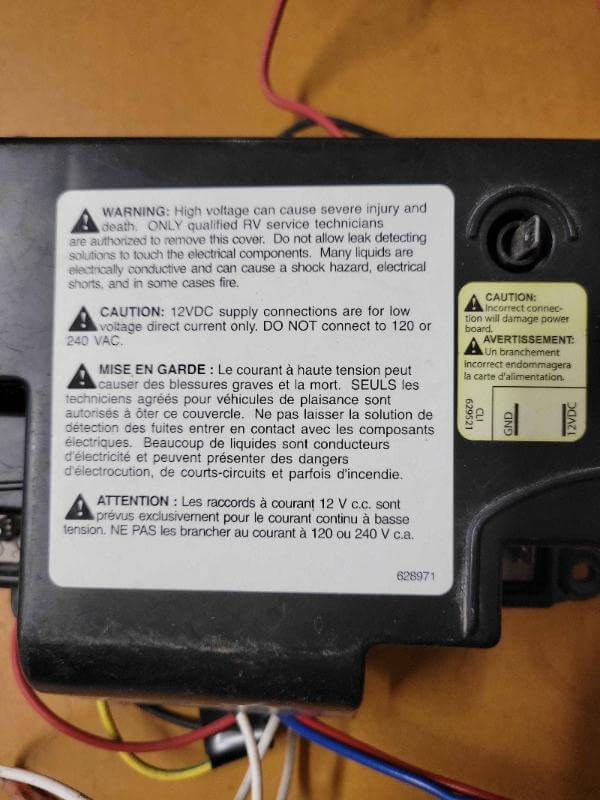 WARNING: High voltage can cause severe injury and
death. ONLY qualified RV service technicians
are authorized to remove this cover. Do not allow leak detecting
solutions to touch the electrical components. Many liquids are
electrically conductive and can cause a shock hazard, electrical
shorts, and in some cases fire.
CAUTION: 12VDC supply connections are for low
voltage direct current only. DO NOT connect to 120 or
240 VAC.
MISE EN GARDE : Le courant à haute tension peut
causer des blessures graves et la mort. SEULS les
techniciens agréés pour véhicules de plaisance sont
autorisés à ôter ce couvercle. Ne pas laisser la solution de
détection des fuites entrer en contact avec les composants
électriques. Beaucoup de liquides sont conducteurs
d'électricité et peuvent présenter des dangers
d'électrocution, de courts-circuits et parfois d'incendie.
ATTENTION : Les raccords à courant 12 V c.c. sont
prévus exclusivement pour le courant continu à basse
tension. NE PAS les brancher au courant à 120 ou 240 V c.a.
628971
CAUTION:
Incorrect connec-
tion will damage power
board.
AVERTISSEMENT:
Un branchement
incorrect endommagera
la carte d'alimentation.
CLI
629521
GND
12VDC